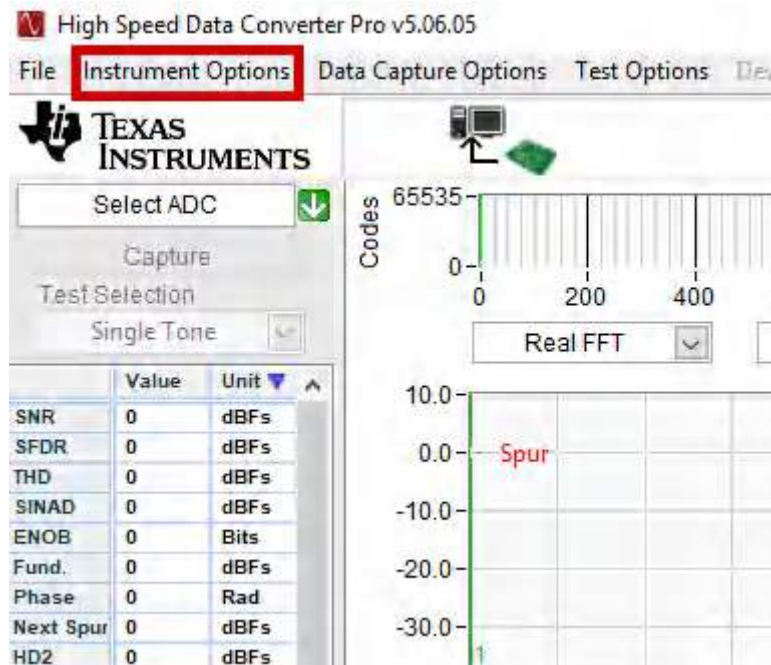 High Speed Data Converter Pro v5.06.05
File Instrument Options Data Capture Options Test Options
TEXAS
INSTRUMENTS
Select ADC
Capture
Test Selection
Single Tone
Value Unit
SNR 0 dBFs
SFDR 0 dBFs
THD 0 dBFs
SINAD 0 dBFs
ENOB 0 Bits
Fund. 0 dBFs
Phase 0 Rad
Next Spur 0 dBFs
HD2 0 dBFs
Codes
65535
0
0 200 400
Real FFT
10.0
0.0
Spur
-10.0
-20.0
-30.0
1